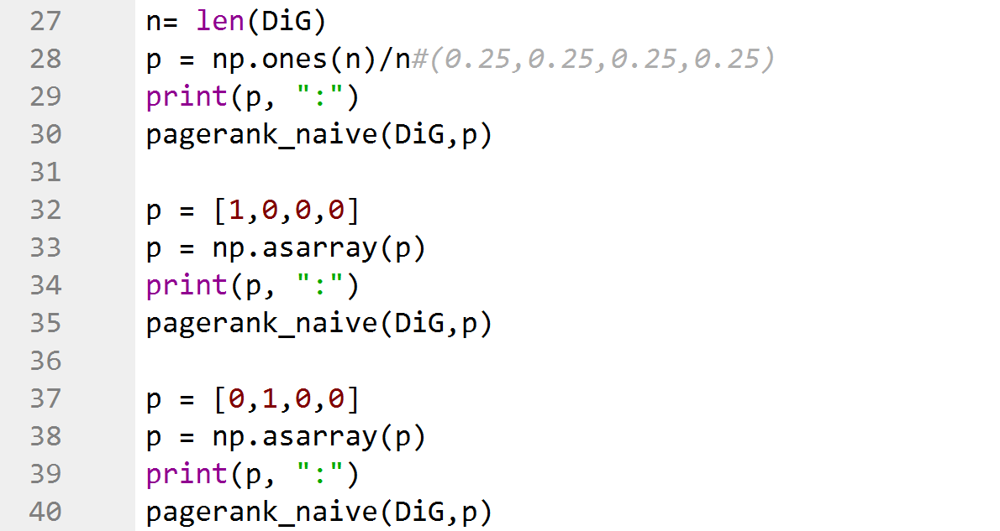 27 n= len(DiG)
28 p = np.ones(n)/n#(0.25,0.25,0.25,0.25)
29 print(p, ":")
30 pagerank_naive(DiG,p)
31
32 p = [1,0,0,0]
33 p = np.asarray(p)
34 print(p, ":")
35 pagerank_naive(DiG,p)
36
37 p = [0,1,0,0]
38 p = np.asarray(p)
39 print(p, ":")
40 pagerank_naive(DiG,p)